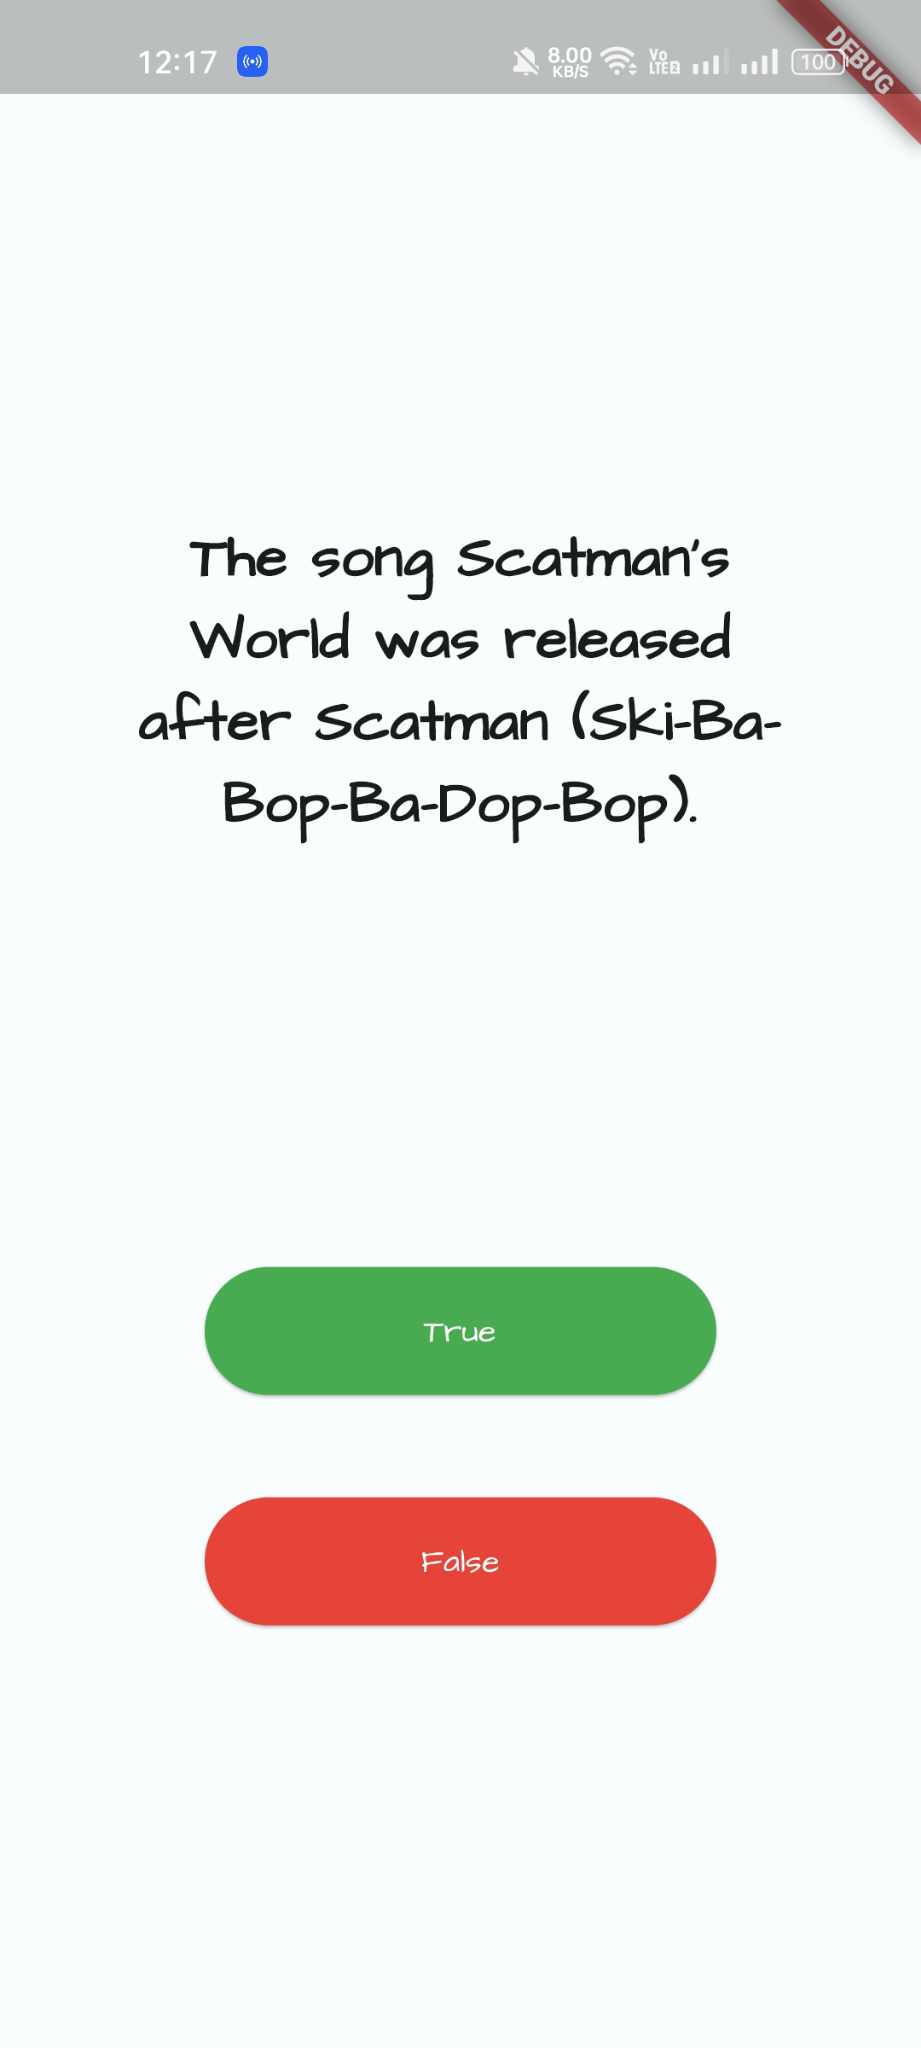 12:17
8.00
KB/S
Vo
LTE 2
100
DEBUG
The song Scatman's
World was released
after Scatman (Ski-Ba-
Bop-Ba-Dop-Bop).
True
False